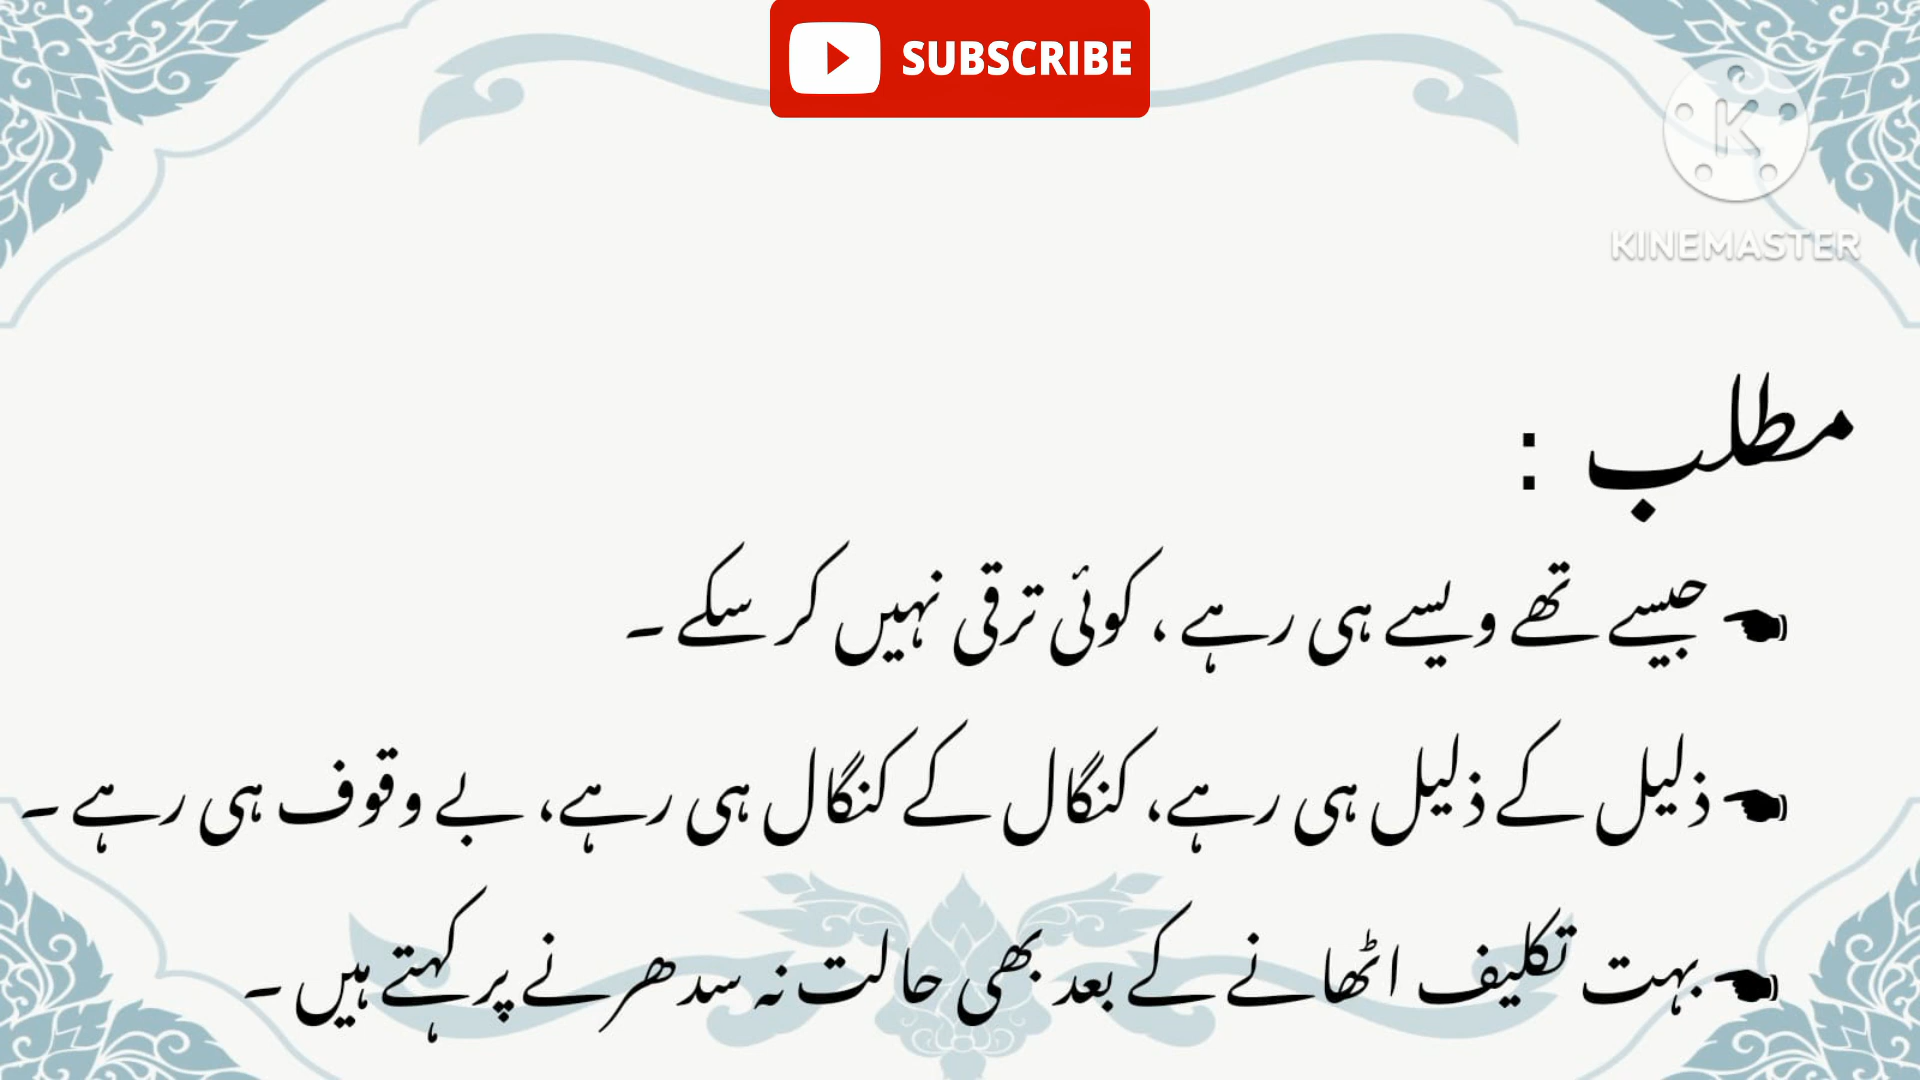 SUBSCRIBE
K
KINEMASTER
مطلب :
جیسے تھے ویسے ہی رہے ، کوئی ترقی نہیں کر سکے ۔
ذلیل کے ذلیل ہی رہے، کنگال کے کنگال ہی رہے، بے وقوف ہی رہے ۔
بہت تکلیف اٹھانے کے بعد بھی حالت نہ سدھرنے پر کہتے ہیں ۔